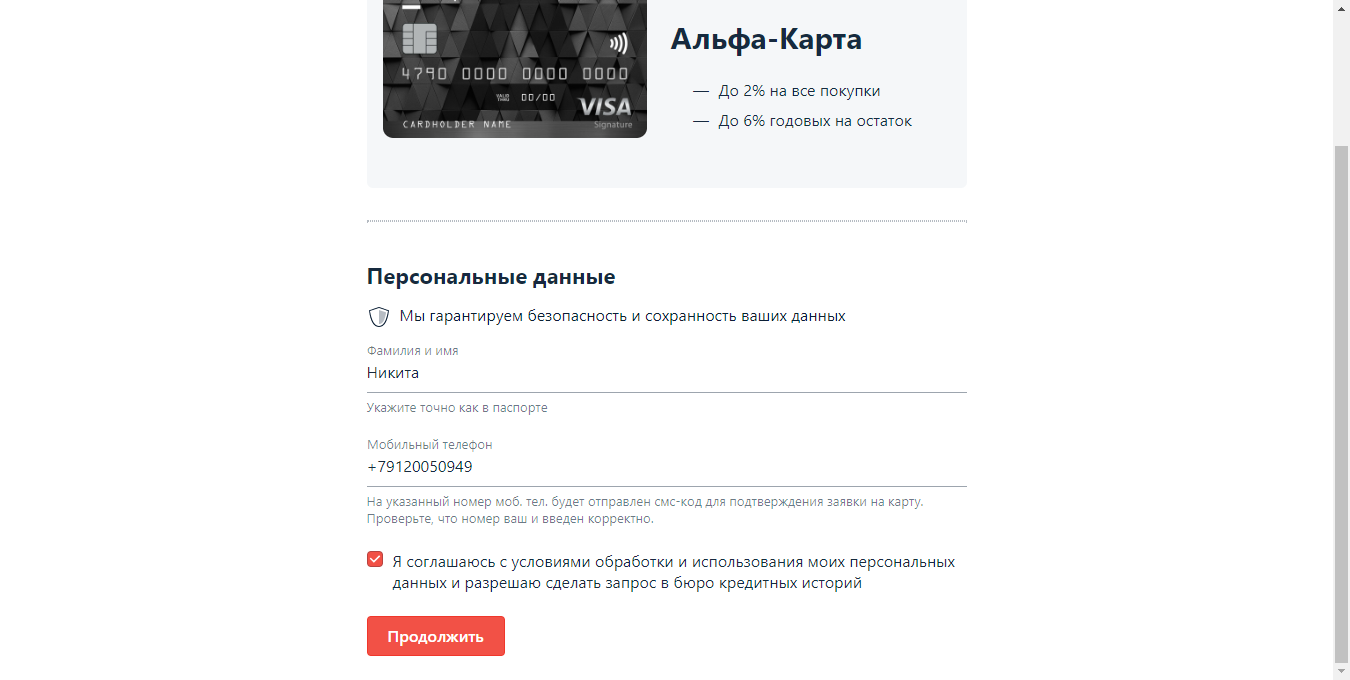 Альфа-Карта
4790 0000 0000 0000
VALID
THRU
00/00
VISA
Signature
CARDHOLDER NAME
— До 2% на все покупки
— До 6% годовых на остаток
Персональные данные
Мы гарантируем безопасность и сохранность ваших данных
Фамилия и имя
Никита
Укажите точно как в паспорте
Мобильный телефон
+79120050949
На указанный номер моб. тел. будет отправлен смс-код для подтверждения заявки на карту.
Проверьте, что номер ваш и введен корректно.
Я соглашаюсь с условиями обработки и использования моих персональных
данных и разрешаю сделать запрос в бюро кредитных историй
Продолжить